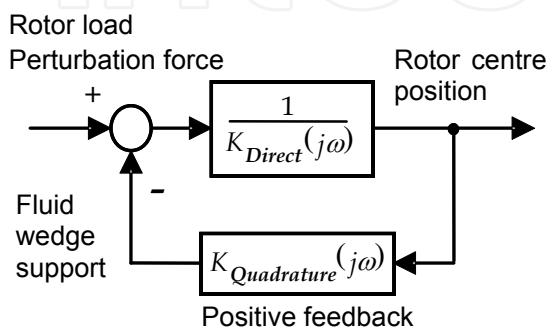 Rotor load
Perturbation force
Rotor centre
position
+
1
K_Direct(jω)
-
Fluid
wedge
support
K_Quadrature(jω)
Positive feedback